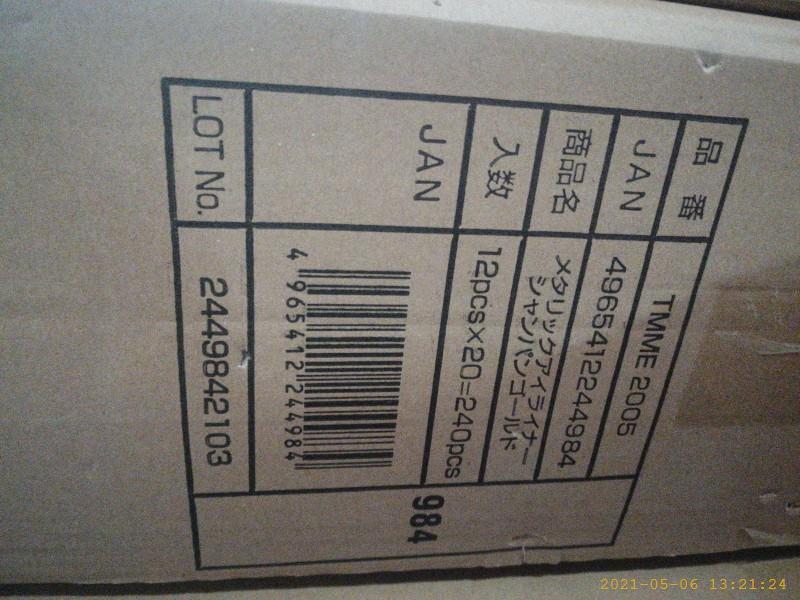 品番 TMME 2005
JAN 4965412244984
商品名 メタリックアイライナー
シャンパンゴールド
入数 12pcs×20=240pcs
JAN 4 965412 244984
984
LOT No. 2449842103
2021-05-06 13:21:24